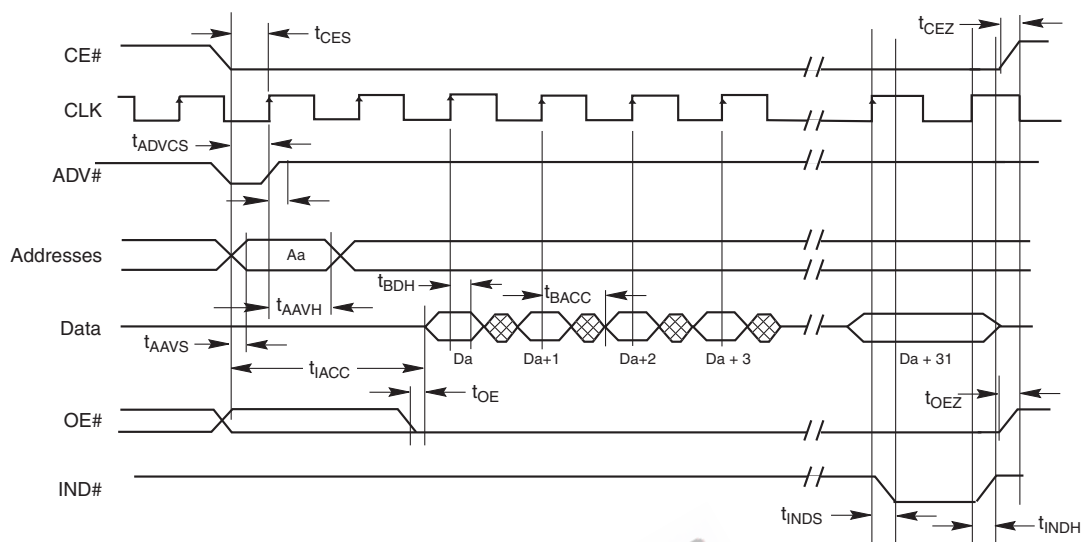 tCEZ
tCES
CE#
CLK
tADVCS
ADV#
Addresses
Aa
tBDH
tBACC
tAAVH
Data
Da
Da+1
Da+2
Da + 3
Da + 31
tAAVS
tIACC
tOE
tOEZ
OE#
IND#
tINDS
tINDH